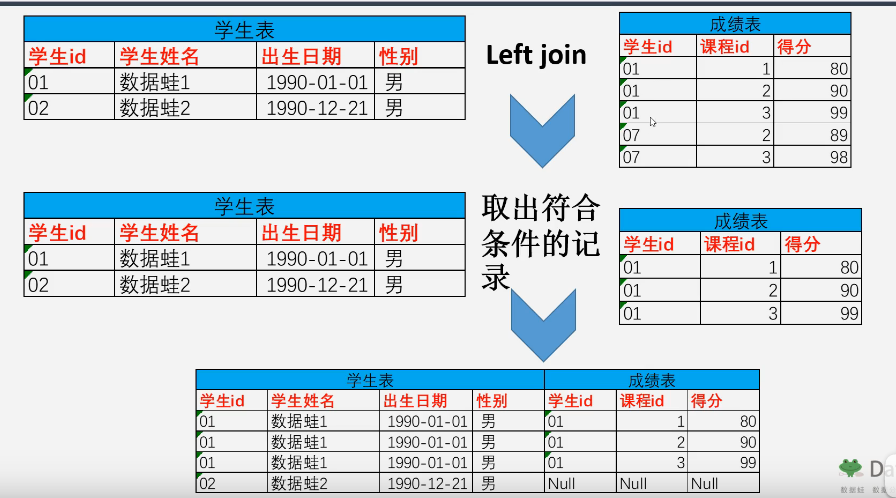 学生表
学生id 学生姓名 出生日期 性别
01 数据蛙1 1990-01-01 男
02 数据蛙2 1990-12-21 男
Left join
成绩表
学生id 课程id 得分
01 1 80
01 2 90
01 3 99
07 2 89
07 3 98
学生表
学生id 学生姓名 出生日期 性别
01 数据蛙1 1990-01-01 男
02 数据蛙2 1990-12-21 男
取出符合
条件的记
录
成绩表
学生id 课程id 得分
01 1 80
01 2 90
01 3 99
学生表 成绩表
学生id 学生姓名 出生日期 性别 学生id 课程id 得分
01 数据蛙1 1990-01-01 男 01 1 80
01 数据蛙1 1990-01-01 男 01 2 90
01 数据蛙1 1990-01-01 男 01 3 99
02 数据蛙2 1990-12-21 男 Null Null Null
Da
数据蛙 数据